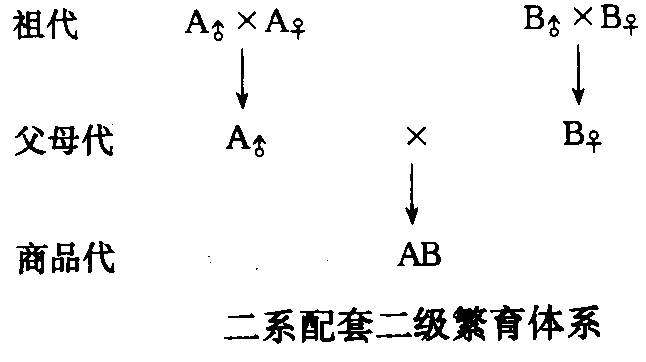 祖代 A♂ × A♀ B♂ × B♀
父母代 A♂ × B♀
商品代 AB
二系配套二级繁育体系